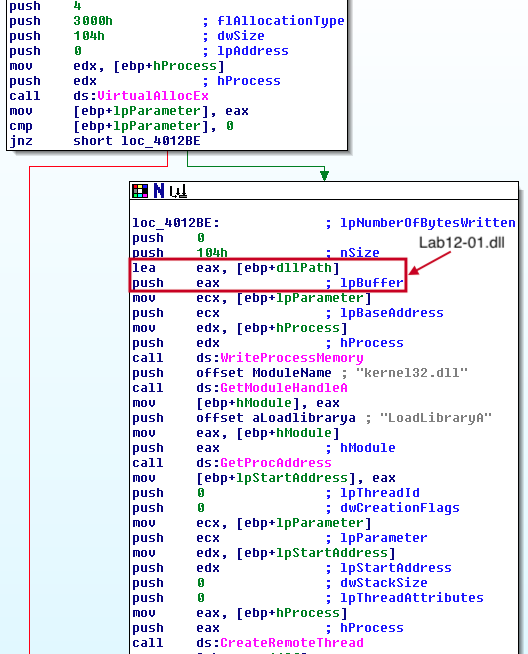 push    4
push    3000h           ; flAllocationType
push    104h            ; dwSize
push    0               ; lpAddress
mov     edx, [ebp+hProcess]
push    edx             ; hProcess
call    ds:VirtualAllocEx
mov     [ebp+lpParameter], eax
cmp     [ebp+lpParameter], 0
jnz     short loc_4012BE
loc_4012BE:             ; lpNumberOfBytesWritten
push    0
push    104h            ; nSize
Lab12-01.dll
lea     eax, [ebp+dllPath]
push    eax             ; lpBuffer
mov     ecx, [ebp+lpParameter]
push    ecx             ; lpBaseAddress
mov     edx, [ebp+hProcess]
push    edx             ; hProcess
call    ds:WriteProcessMemory
push    offset ModuleName ; "kernel32.dll"
call    ds:GetModuleHandleA
mov     [ebp+hModule], eax
push    offset aLoadlibrarya ; "LoadLibraryA"
mov     eax, [ebp+hModule]
push    eax             ; hModule
call    ds:GetProcAddress
mov     [ebp+lpStartAddress], eax
push    0               ; lpThreadId
push    0               ; dwCreationFlags
mov     ecx, [ebp+lpParameter]
push    ecx             ; lpParameter
mov     edx, [ebp+lpStartAddress]
push    edx             ; lpStartAddress
push    0               ; dwStackSize
push    0               ; lpThreadAttributes
mov     eax, [ebp+hProcess]
push    eax             ; hProcess
call    ds:CreateRemoteThread